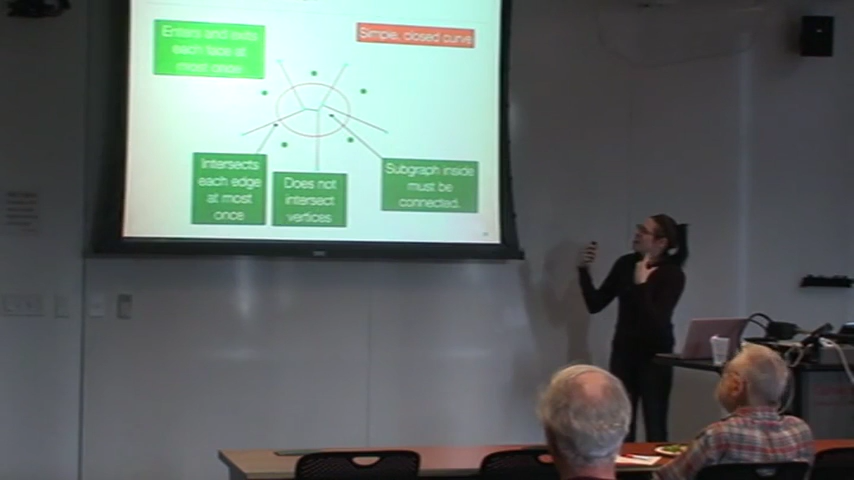 Enters and exits
each face at
most once
Simple, closed curve
Intersects
each edge
at most
once
Does not
intersect
vertices
Subgraph inside
must be
connected.